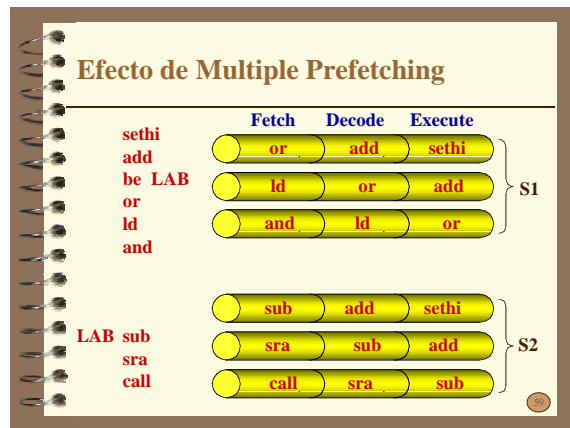 Efecto de Multiple Prefetching
Fetch Decode Execute
sethi
add
be LAB
or
ld
and
or add sethi
ld or add
and ld or
S1
LAB sub
sra
call
sub add sethi
sra sub add
call sra sub
S2
59